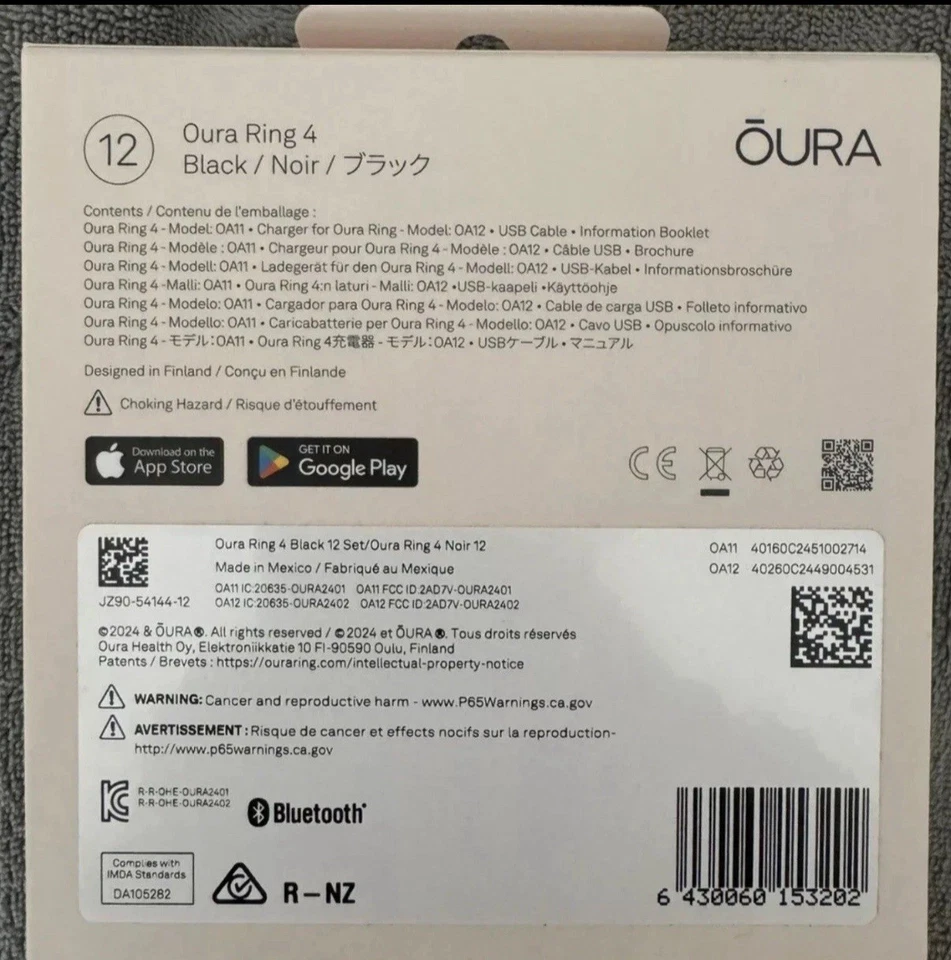 12
Oura Ring 4
Black / Noir / ブラック
ŌURA
Contents / Contenu de l'emballage :
Oura Ring 4 - Model: OA11 • Charger for Oura Ring - Model: OA12 • USB Cable • Information Booklet
Oura Ring 4 - Modèle : OA11 • Chargeur pour Oura Ring 4 - Modèle : OA12 • Câble USB • Brochure
Oura Ring 4 - Modell: OA11 • Ladegerät für den Oura Ring 4 - Modell: OA12 • USB-Kabel • Informationsbroschüre
Oura Ring 4 -Malli: OA11 • Oura Ring 4:n laturi - Malli: OA12 •USB-kaapeli •Käyttöohje
Oura Ring 4 - Modelo: OA11 • Cargador para Oura Ring 4 - Modelo: OA12 • Cable de carga USB • Folleto informativo
Oura Ring 4 - Modello: OA11 • Caricabatterie per Oura Ring 4 - Modello: OA12 • Cavo USB • Opuscolo informativo
Oura Ring 4 - モデル：OA11 • Oura Ring 4充電器 - モデル：OA12 • USBケーブル • マニュアル
Designed in Finland / Conçu en Finlande
Choking Hazard / Risque d'étouffement
Download on the
App Store
GET IT ON
Google Play
CE
Oura Ring 4 Black 12 Set/Oura Ring 4 Noir 12
Made in Mexico / Fabriqué au Mexique
OA11 IC:20635-OURA2401 OA11 FCC ID:2AD7V-OURA2401
OA12 IC:20635-OURA2402 OA12 FCC ID:2AD7V-OURA2402
JZ90-54144-12
OA11 40160C2451002714
OA12 40260C2449004531
©2024 & ŌURA®. All rights reserved / ©2024 et ŌURA®. Tous droits réservés
Oura Health Oy, Elektroniikkatie 10 FI-90590 Oulu, Finland
Patents / Brevets : https://ouraring.com/intellectual-property-notice
WARNING: Cancer and reproductive harm - www.P65Warnings.ca.gov
AVERTISSEMENT : Risque de cancer et effets nocifs sur la reproduction-
http://www.p65warnings.ca.gov
R-R-OHE-OURA2401
R-R-OHE-OURA2402
Bluetooth®
Complies with
IMDA Standards
DA105282
R-NZ
6 430060 153202